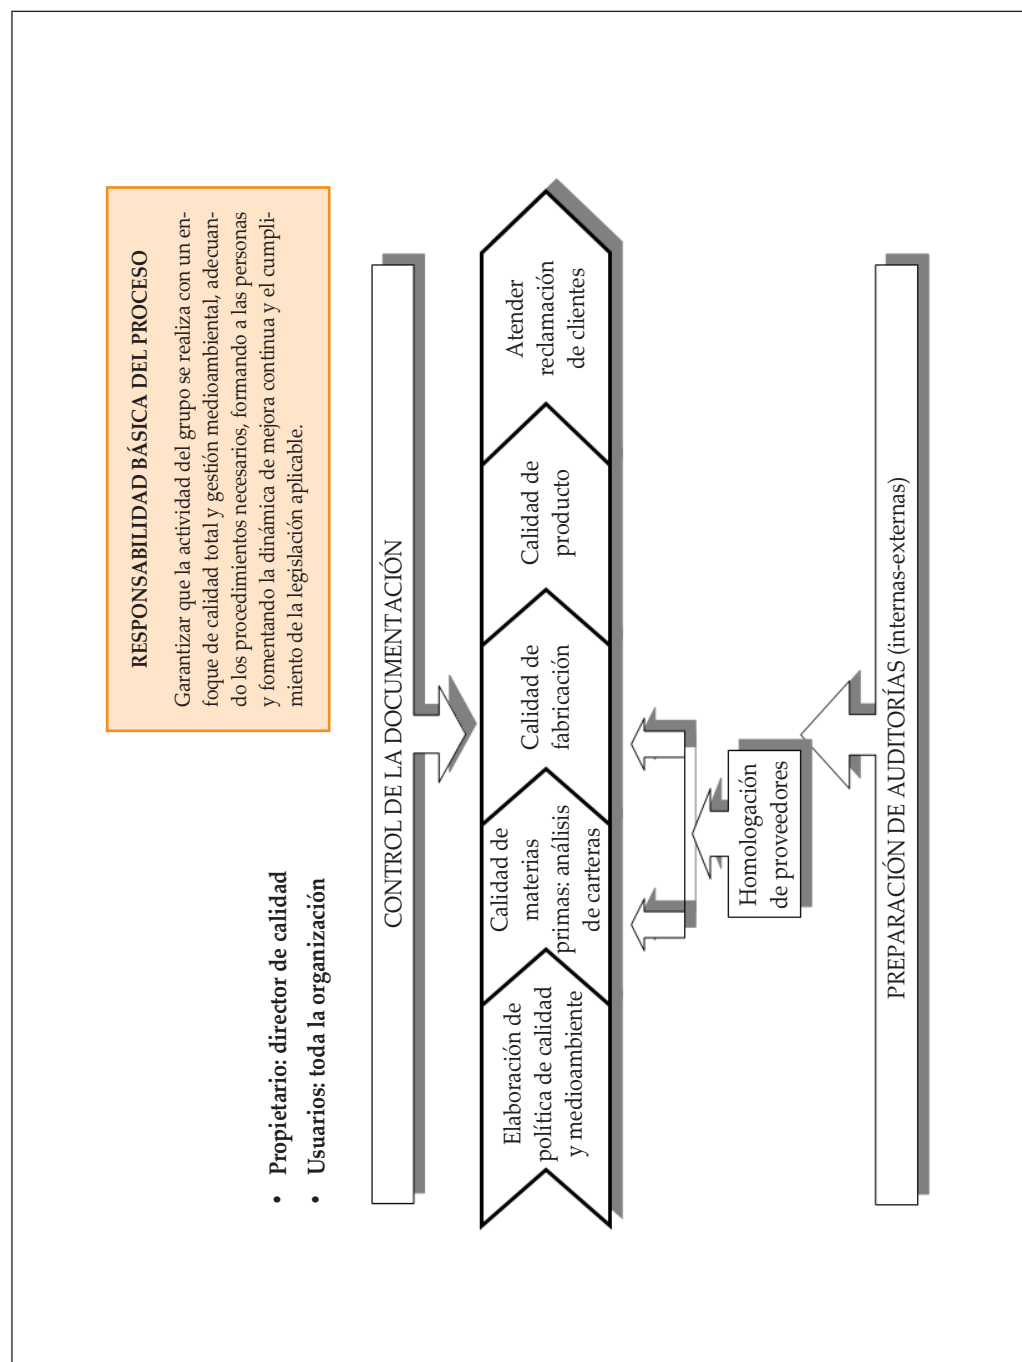 RESPONSABILIDAD BÁSICA DEL PROCESO
Garantizar que la actividad del grupo se realiza con un en-
foque de calidad total y gestión medioambiental, adecuan-
do los procedimientos necesarios, formando a las personas
y fomentando la dinámica de mejora continua y el cumpli-
miento de la legislación aplicable.
• Propietario: director de calidad
• Usuarios: toda la organización
CONTROL DE LA DOCUMENTACIÓN
Elaboración de
política de calidad
y medioambiente
Calidad de
materias
primas: análisis
de carteras
Calidad de
fabricación
Calidad de
producto
Atender
reclamación
de clientes
Homologación
de proveedores
PREPARACIÓN DE AUDITORÍAS (internas-externas)